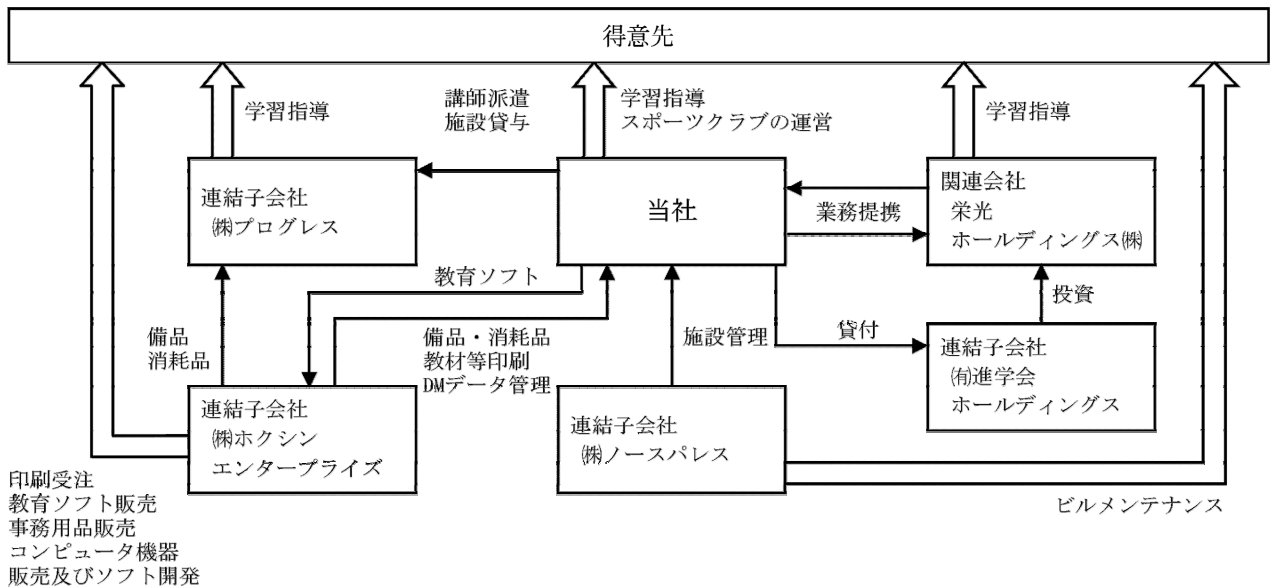 得意先
学習指導
講師派遣
施設貸与
学習指導
スポーツクラブの運営
学習指導
連結子会社
㈱プログレス
当社
業務提携
関連会社
栄光
ホールディングス㈱
教育ソフト
備品
消耗品
備品・消耗品
教材等印刷
DMデータ管理
施設管理
貸付
投資
連結子会社
㈲進学会
ホールディングス
連結子会社
㈱ホクシン
エンタープライズ
連結子会社
㈱ノースパレス
印刷受注
教育ソフト販売
事務用品販売
コンピュータ機器
販売及びソフト開発
ビルメンテナンス